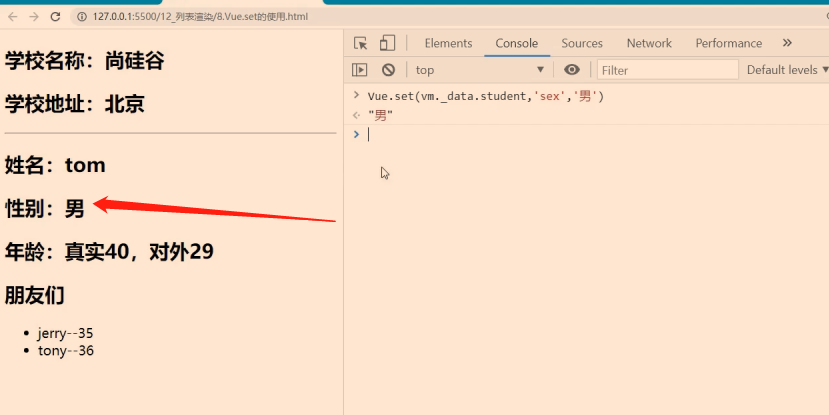 127.0.0.1:5500/12_列表渲染/8.Vue.set的使用.html
学校名称：尚硅谷
学校地址：北京
姓名：tom
性别：男
年龄：真实40，对外29
朋友们
jerry--35
tony--36
Elements Console Sources Network Performance
top Filter Default levels
Vue.set(vm._data.student,'sex','男')
"男"